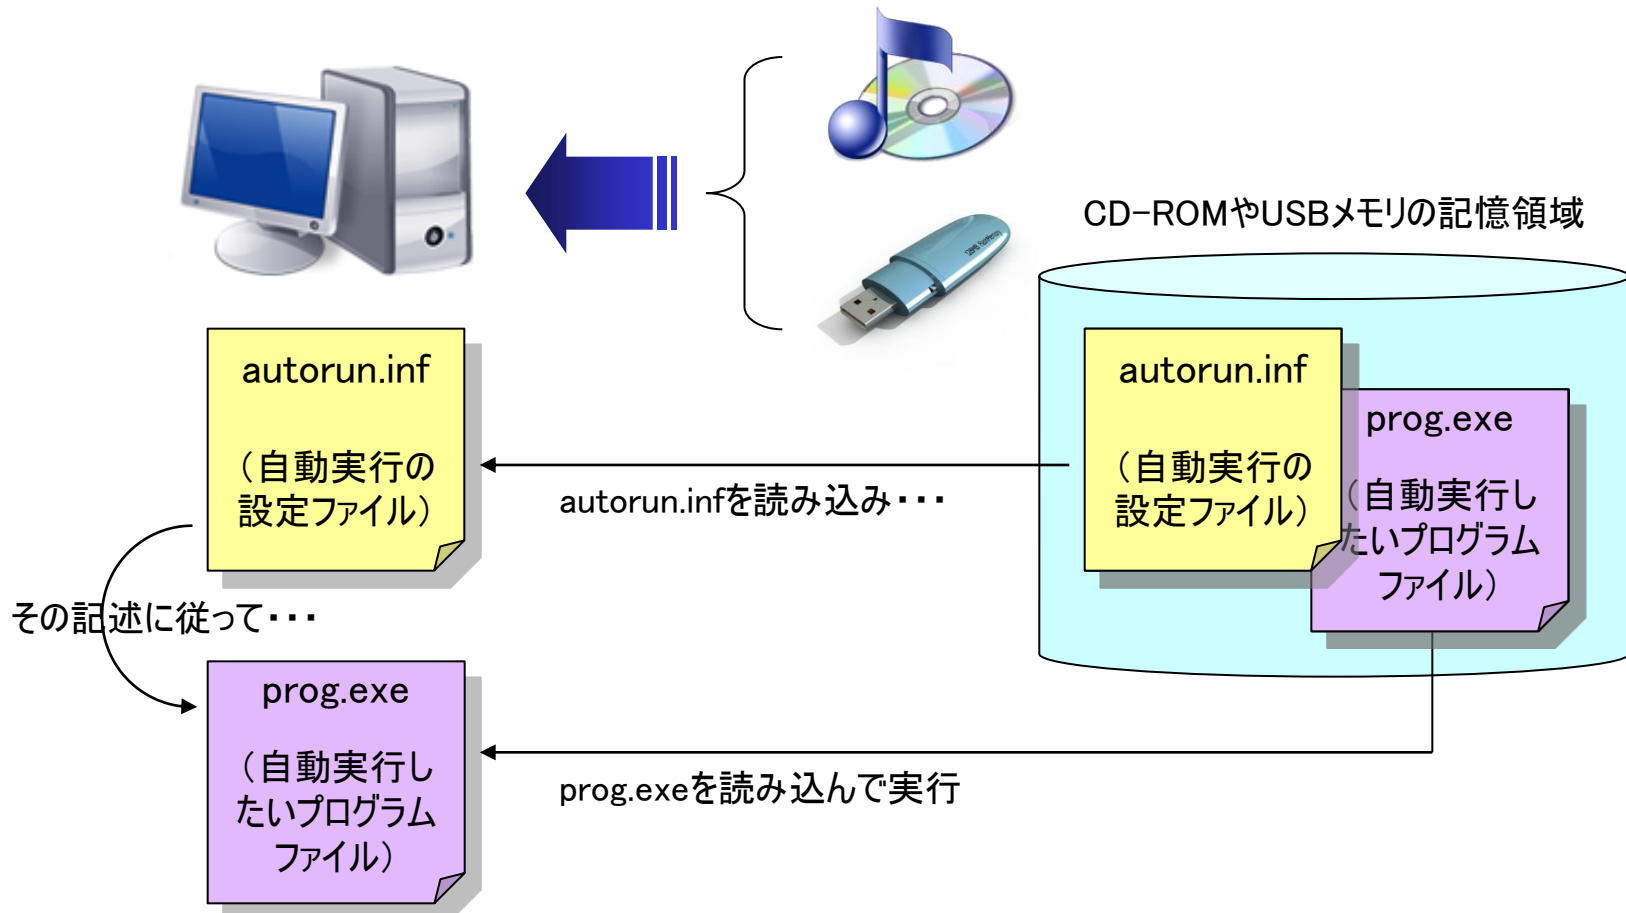 CD-ROMやUSBメモリの記憶領域
autorun.inf
（自動実行の
設定ファイル）
autorun.infを読み込み・・・
autorun.inf
（自動実行の
設定ファイル）
prog.exe
（自動実行し
たいプログラム
ファイル）
その記述に従って・・・
prog.exe
（自動実行し
たいプログラム
ファイル）
prog.exeを読み込んで実行